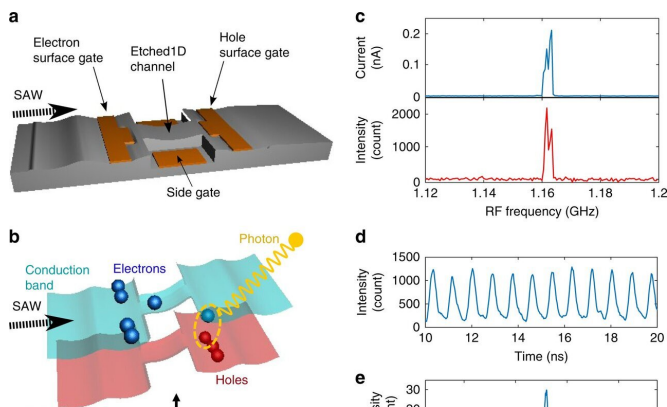 a
Electron
surface gate
Etched1D
channel
Hole
surface gate
SAW
Side gate
b
Photon
Conduction
band
Electrons
SAW
Holes
c
Current
(nA)
0.2
0.1
0
Intensity
(count)
2000
1000
0
1.12
1.14
1.16
1.18
1.2
RF frequency (GHz)
d
Intensity
(count)
1500
1000
500
0
10
12
14
16
18
20
Time (ns)
e
30